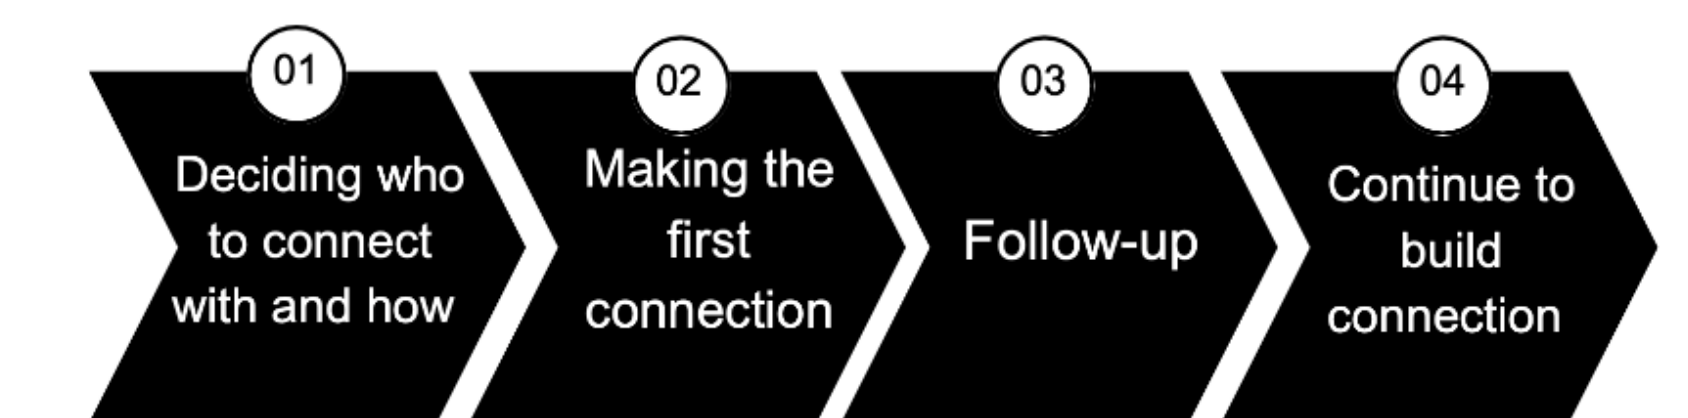 01
Deciding who
to connect
with and how
02
Making the
first
connection
03
Follow-up
04
Continue to
build
connection